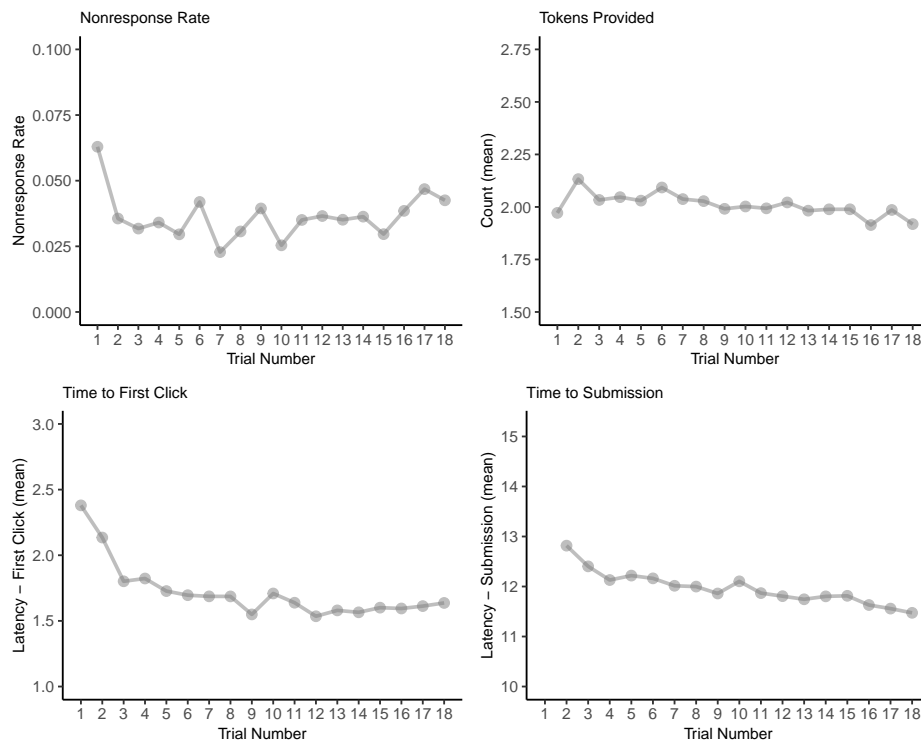 Nonresponse Rate
0.100
0.075
0.050
0.025
0.000
Nonresponse Rate
1 2 3 4 5 6 7 8 9 10 11 12 13 14 15 16 17 18
Trial Number
Tokens Provided
2.75
2.50
2.25
2.00
1.75
1.50
Count (mean)
1 2 3 4 5 6 7 8 9 10 11 12 13 14 15 16 17 18
Trial Number
Time to First Click
3.0
2.5
2.0
1.5
1.0
Latency − First Click (mean)
1 2 3 4 5 6 7 8 9 10 11 12 13 14 15 16 17 18
Trial Number
Time to Submission
15
14
13
12
11
10
Latency − Submission (mean)
1 2 3 4 5 6 7 8 9 10 11 12 13 14 15 16 17 18
Trial Number